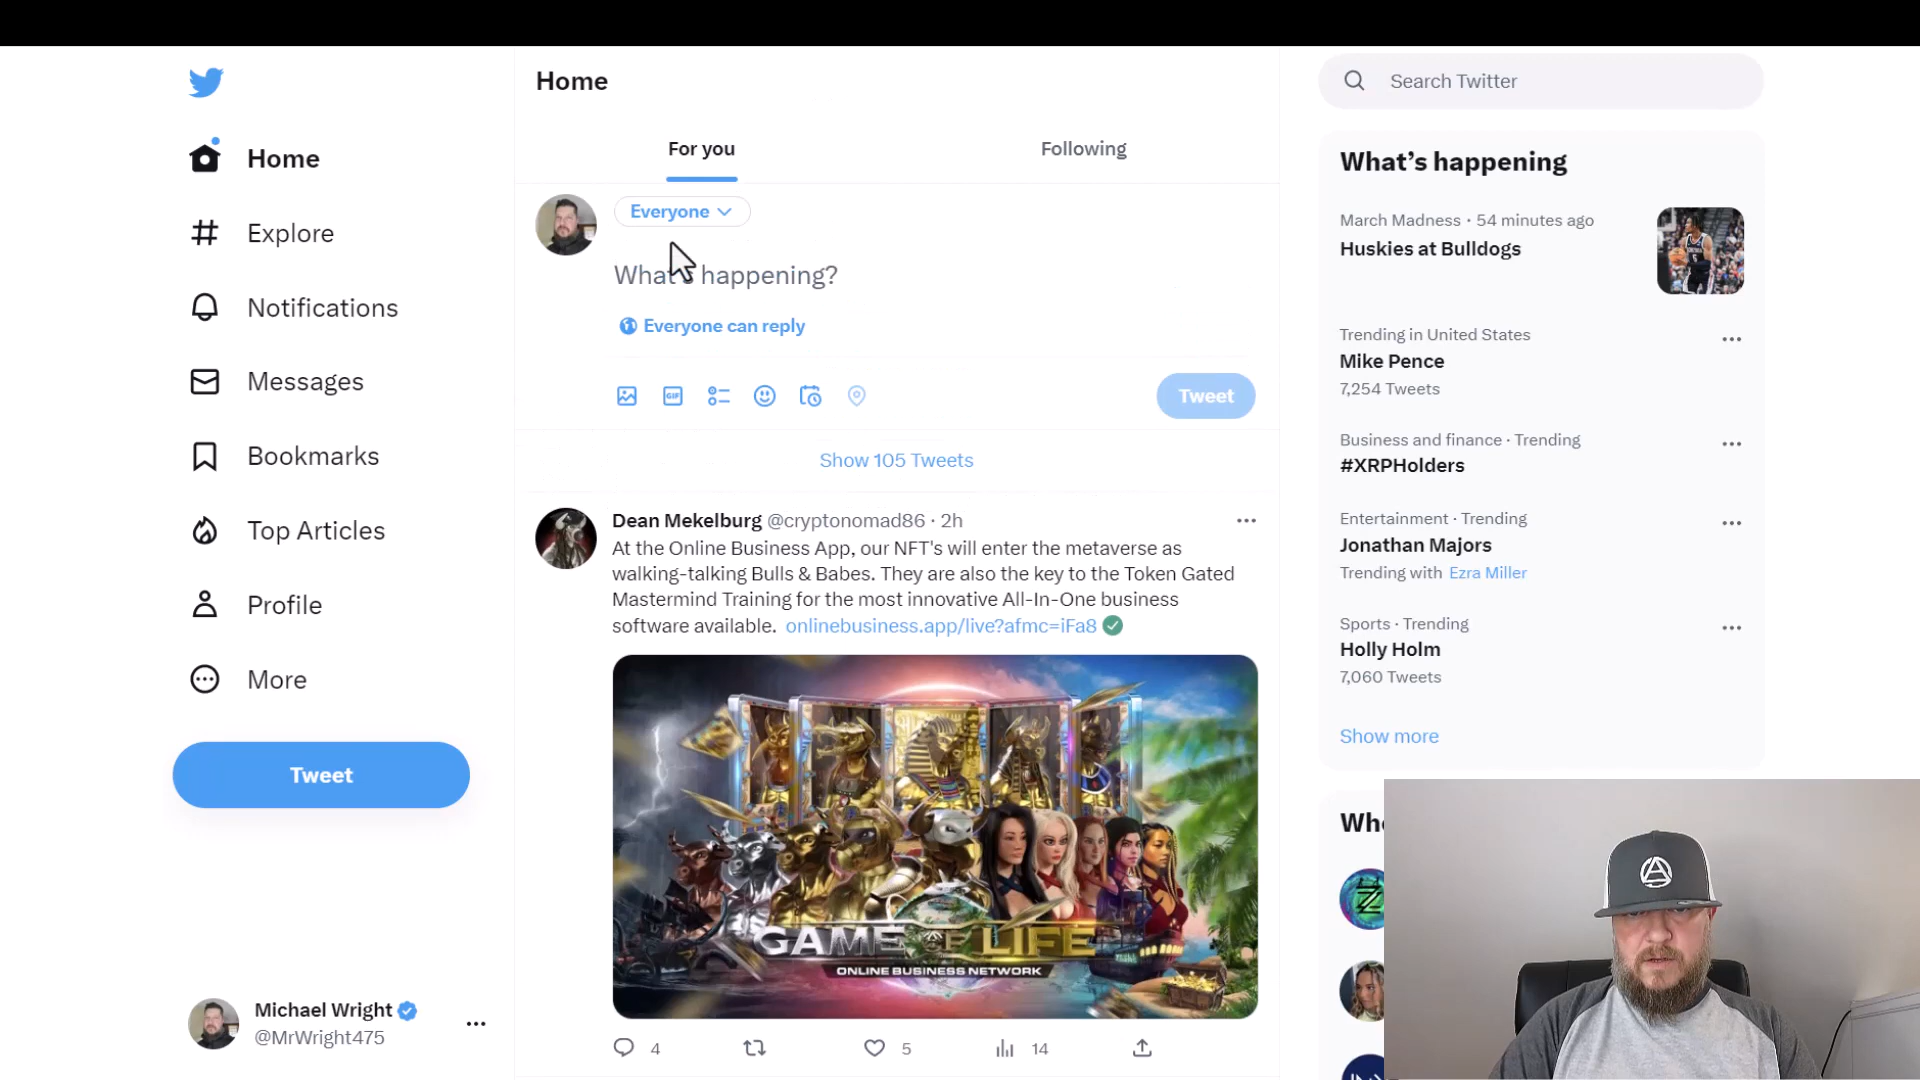 Home
Explore
Notifications
Messages
Bookmarks
Top Articles
Profile
More
Tweet
Michael Wright
@MrWright475
Home
For you
Following
Everyone
What's happening?
Everyone can reply
GIF
Tweet
Show 105 Tweets
Dean Mekelburg @cryptonomad86 · 2h
At the Online Business App, our NFT's will enter the metaverse as
walking-talking Bulls & Babes. They are also the key to the Token Gated
Mastermind Training for the most innovative All-In-One business
software available. onlinebusiness.app/live?afmc=iFa8
GAME OF LIFE
ONLINE BUSINESS NETWORK
4
5
14
Search Twitter
What's happening
March Madness · 54 minutes ago
Huskies at Bulldogs
Trending in United States
Mike Pence
7,254 Tweets
Business and finance · Trending
#XRPHolders
Entertainment · Trending
Jonathan Majors
Trending with Ezra Miller
Sports · Trending
Holly Holm
7,060 Tweets
Show more